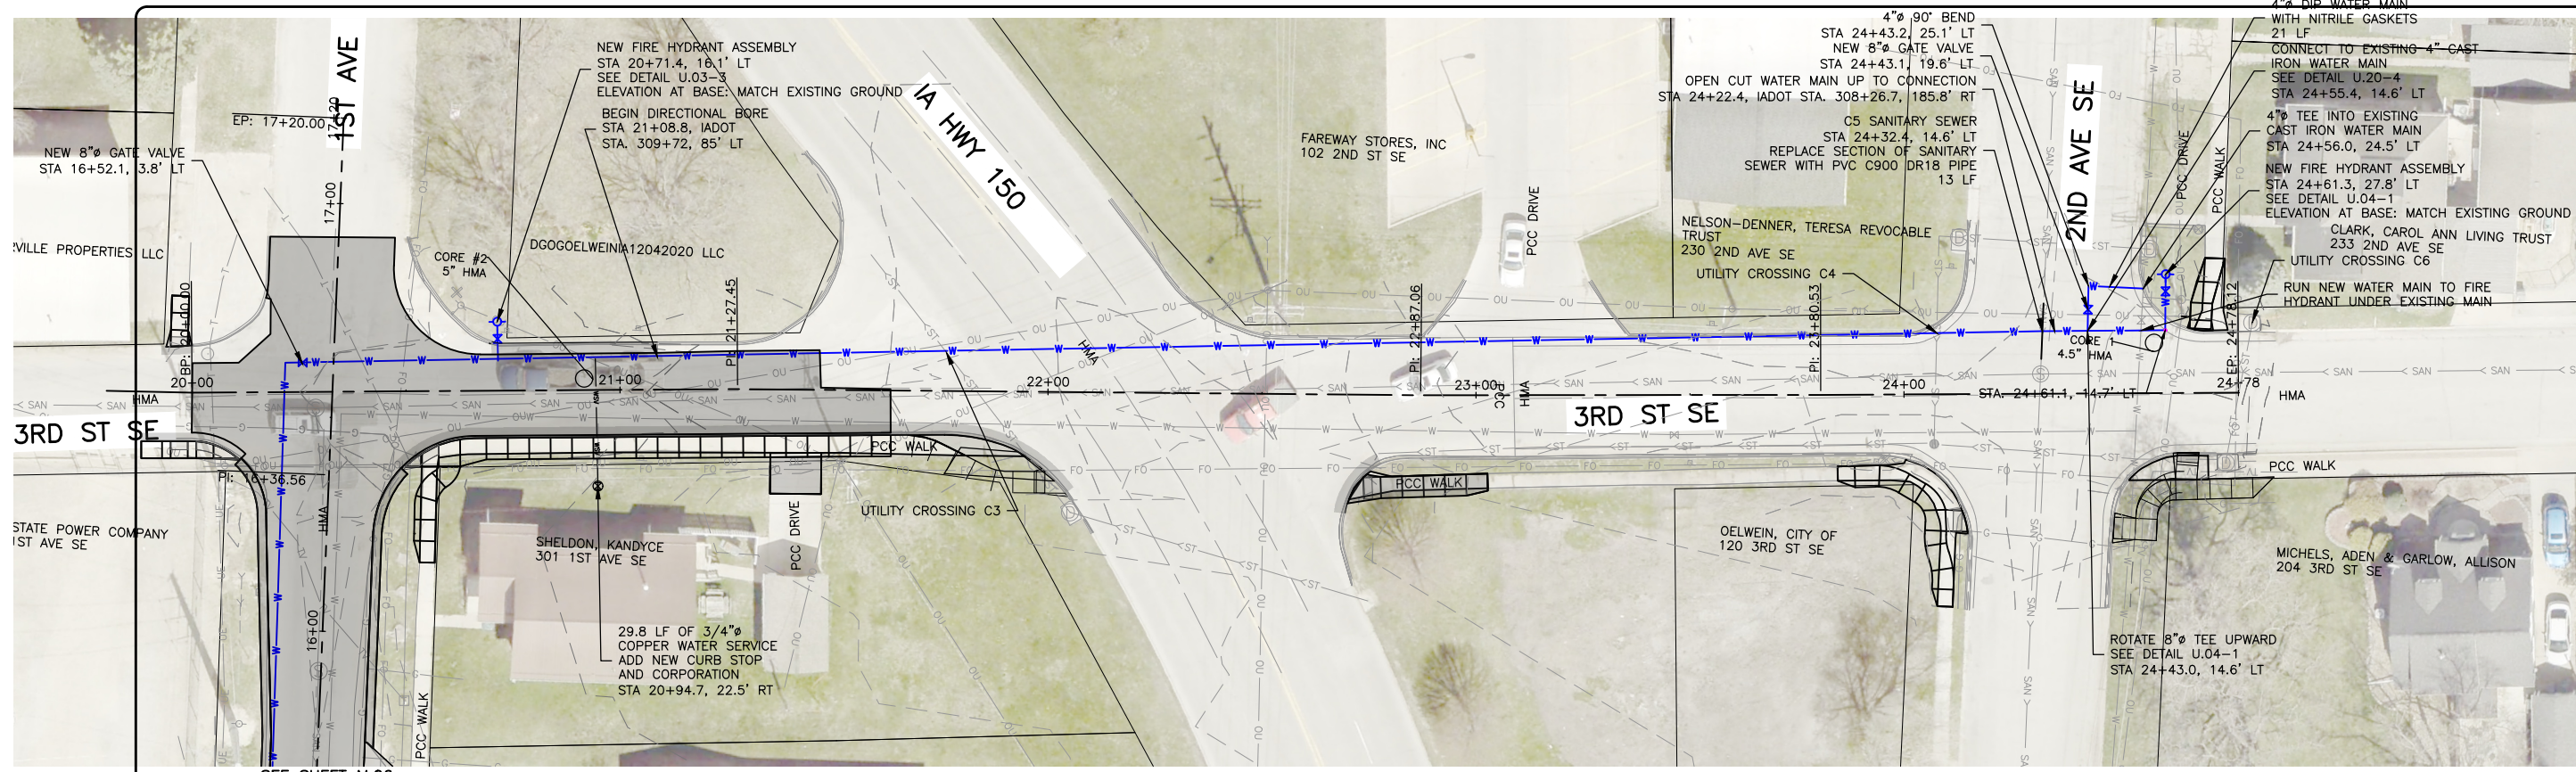 1ST AVE
17+20
EP: 17+20.00
17+00
NEW 8"ø GATE VALVE
STA 16+52.1, 3.8' LT
RVILLE PROPERTIES LLC
BP: 20+00.00
NEW FIRE HYDRANT ASSEMBLY
STA 20+71.4, 16.1' LT
SEE DETAIL U.03-3
ELEVATION AT BASE: MATCH EXISTING GROUND
BEGIN DIRECTIONAL BORE
STA 21+08.8, IADOT
STA. 309+72, 85' LT
CORE #2
5" HMA
DGOGOELWEINIA12042020 LLC
PI: 21+27.45
IA HWY 150
FAREWAY STORES, INC
102 2ND ST SE
PCC DRIVE
4"ø 90° BEND
STA 24+43.2, 25.1' LT
NEW 8"ø GATE VALVE
STA 24+43.1, 19.6' LT
OPEN CUT WATER MAIN UP TO CONNECTION
STA 24+22.4, IADOT STA. 308+26.7, 185.8' RT
C5 SANITARY SEWER
STA 24+32.4, 14.6' LT
REPLACE SECTION OF SANITARY
SEWER WITH PVC C900 DR18 PIPE
13 LF
NELSON-DENNER, TERESA REVOCABLE
TRUST
230 2ND AVE SE
UTILITY CROSSING C4
2ND AVE SE
PCC DRIVE
PCC WALK
4"ø DIP WATER MAIN
WITH NITRILE GASKETS
21 LF
CONNECT TO EXISTING 4" CAST
IRON WATER MAIN
SEE DETAIL U.20-4
STA 24+55.4, 14.6' LT
4"ø TEE INTO EXISTING
CAST IRON WATER MAIN
STA 24+56.0, 24.5' LT
NEW FIRE HYDRANT ASSEMBLY
STA 24+61.3, 27.8' LT
SEE DETAIL U.04-1
ELEVATION AT BASE: MATCH EXISTING GROUND
CLARK, CAROL ANN LIVING TRUST
233 2ND AVE SE
UTILITY CROSSING C6
RUN NEW WATER MAIN TO FIRE
HYDRANT UNDER EXISTING MAIN
CORE 1
4.5" HMA
EP: 24+78.12
PI: 22+87.06
PI: 23+80.53
20+00
21+00
22+00
23+00
24+00
24+78
STA. 24+61.1, 14.7' LT
HMA
HMA
PCC
HMA
HMA
3RD ST SE
3RD ST SE
PCC WALK
PCC WALK
PCC WALK
PI: 16+36.56
HMA
16+00
STATE POWER COMPANY
1ST AVE SE
SHELDON, KANDYCE
301 1ST AVE SE
PCC DRIVE
UTILITY CROSSING C3
29.8 LF OF 3/4"ø
COPPER WATER SERVICE
ADD NEW CURB STOP
AND CORPORATION
STA 20+94.7, 22.5' RT
PCC WALK
OELWEIN, CITY OF
120 3RD ST SE
MICHELS, ADEN & GARLOW, ALLISON
204 3RD ST SE
ROTATE 8"ø TEE UPWARD
SEE DETAIL U.04-1
STA 24+43.0, 14.6' LT